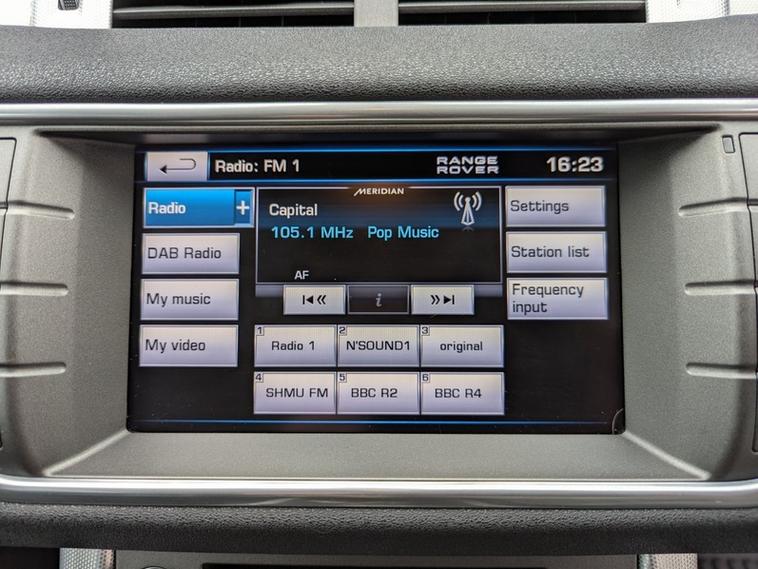 Radio: FM 1
RANGE
ROVER
16:23
Radio +
MERIDIAN
Capital
105.1 MHz Pop Music
AF
i
Settings
DAB Radio
Station list
My music
Frequency
input
My video
1 Radio 1
2 N'SOUND1
3 original
4 SHMU FM
5 BBC R2
6 BBC R4